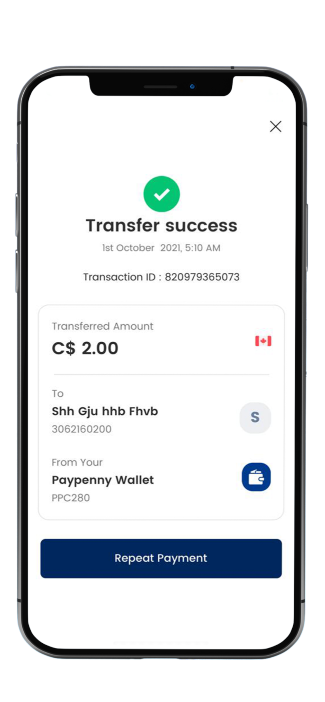 Transfer success
1st October 2021, 5:10 AM
Transaction ID : 820979365073
Transferred Amount
C$ 2.00
To
Shh Gju hhb Fhvb
3062160200
S
From Your
Paypenny Wallet
PPC280
Repeat Payment